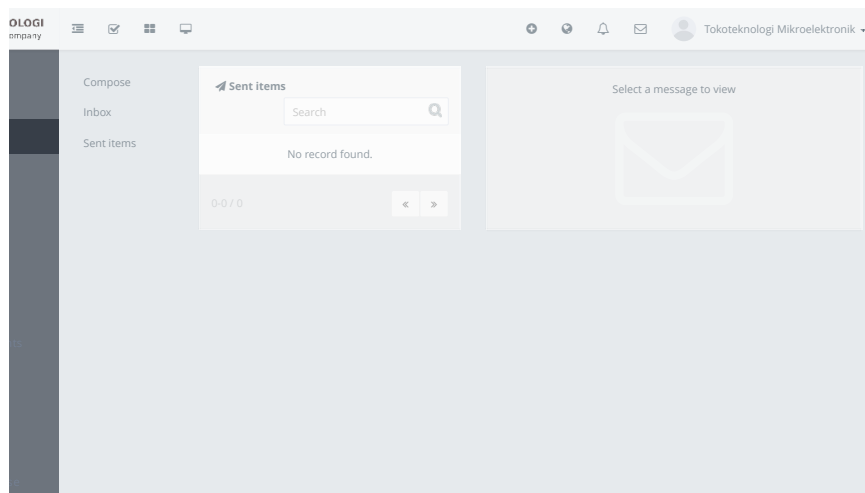 OLOGI
ompany
Tokoteknologi Mikroelektronik
Compose
Inbox
Sent items
Sent items
Search
No record found.
0-0 / 0
« »
Select a message to view
rs
e